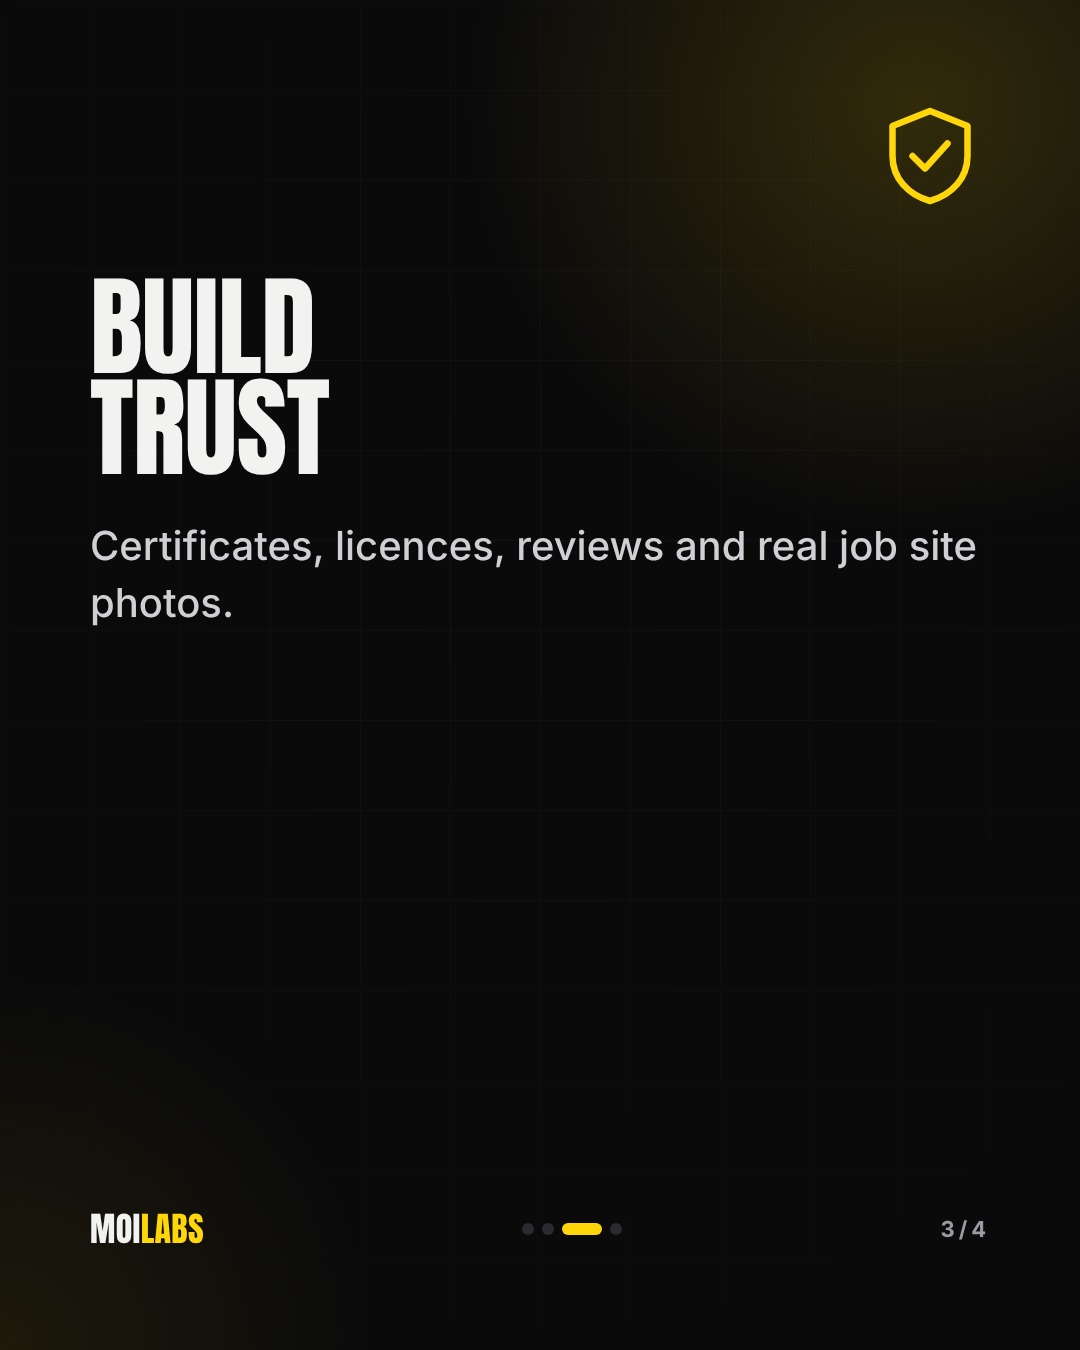 BUILD
TRUST
Certificates, licences, reviews and real job site
photos.
MOILABS
3 / 4